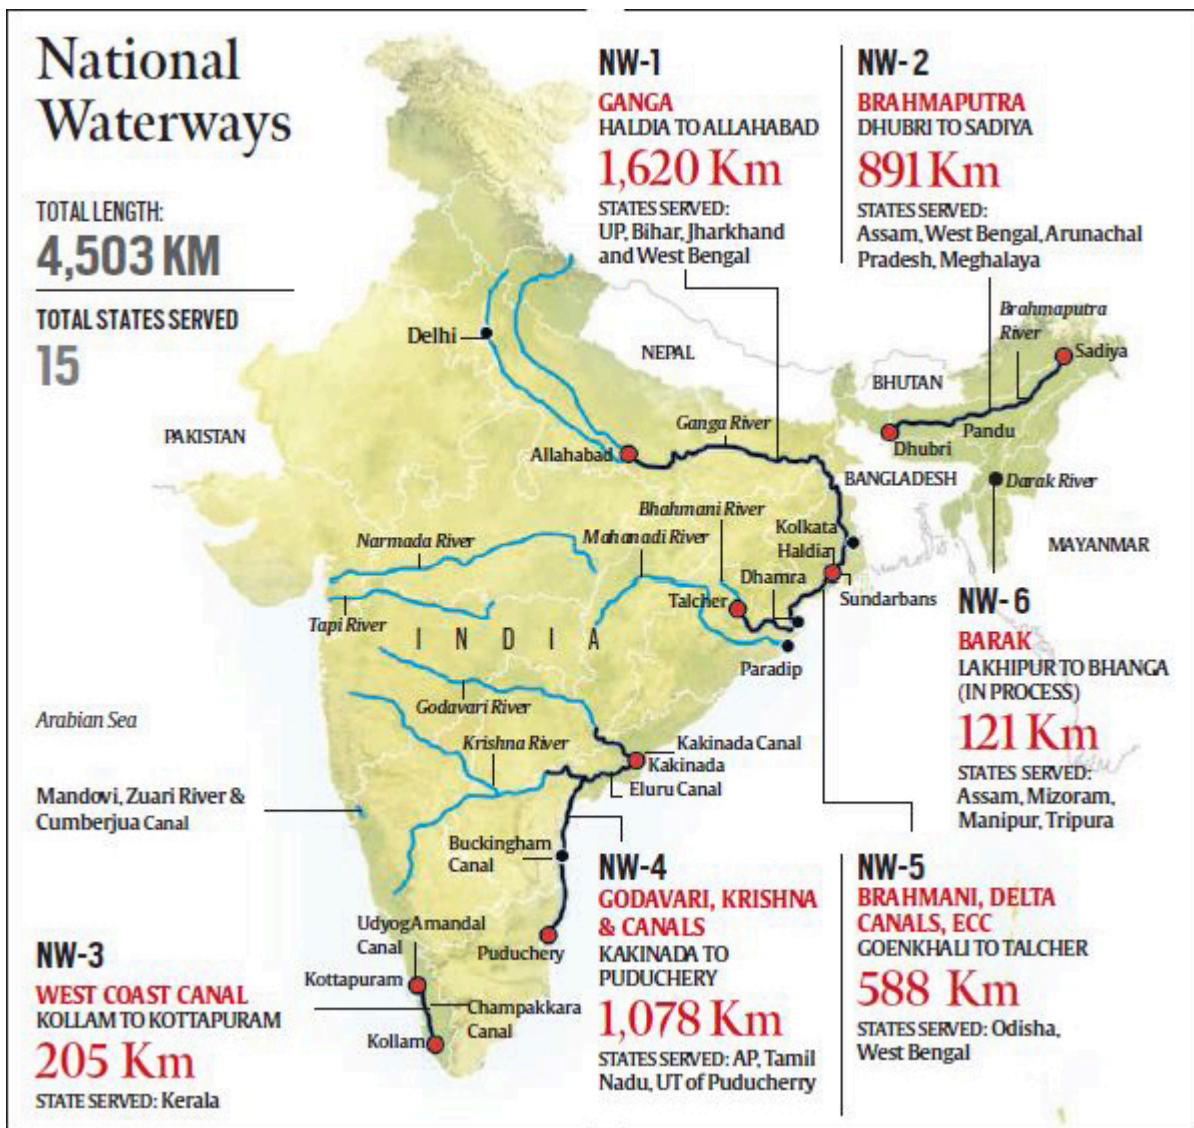 National
Waterways
TOTAL LENGTH:
4,503 KM
TOTAL STATES SERVED
15
NW-1
GANGA
HALDIA TO ALLAHABAD
1,620 Km
STATES SERVED:
UP, Bihar, Jharkhand
and West Bengal
NW-2
BRAHMAPUTRA
DHUBRI TO SADIYA
891 Km
STATES SERVED:
Assam, West Bengal, Arunachal
Pradesh, Meghalaya
Brahmaputra
River
Delhi
NEPAL
Sadiya
BHUTAN
PAKISTAN
Ganga River
Pandu
Allahabad
Dhubri
BANGLADESH
Darak River
Bhahmani River
Kolkata
Narmada River
Mahanadi River
Haldia
MAYANMAR
Dhamra
Talcher
Sundarbans
Tapi River
INDIA
Paradip
NW-6
BARAK
LAKHIPUR TO BHANGA
(IN PROCESS)
121 Km
STATES SERVED:
Assam, Mizoram,
Manipur, Tripura
Arabian Sea
Godavari River
Krishna River
Kakinada Canal
Kakinada
Eluru Canal
Mandovi, Zuari River &
Cumberjua Canal
Buckingham
Canal
NW-4
GODAVARI, KRISHNA
& CANALS
KAKINADA TO
PUDUCHERY
1,078 Km
STATES SERVED: AP, Tamil
Nadu, UT of Puducherry
NW-5
BRAHMANI, DELTA
CANALS, ECC
GOENKHALI TO TALCHER
588 Km
STATES SERVED: Odisha,
West Bengal
UdyogAmandal
Canal
Puduchery
Kottapuram
Champakkara
Canal
Kollam
NW-3
WEST COAST CANAL
KOLLAM TO KOTTAPURAM
205 Km
STATE SERVED: Kerala